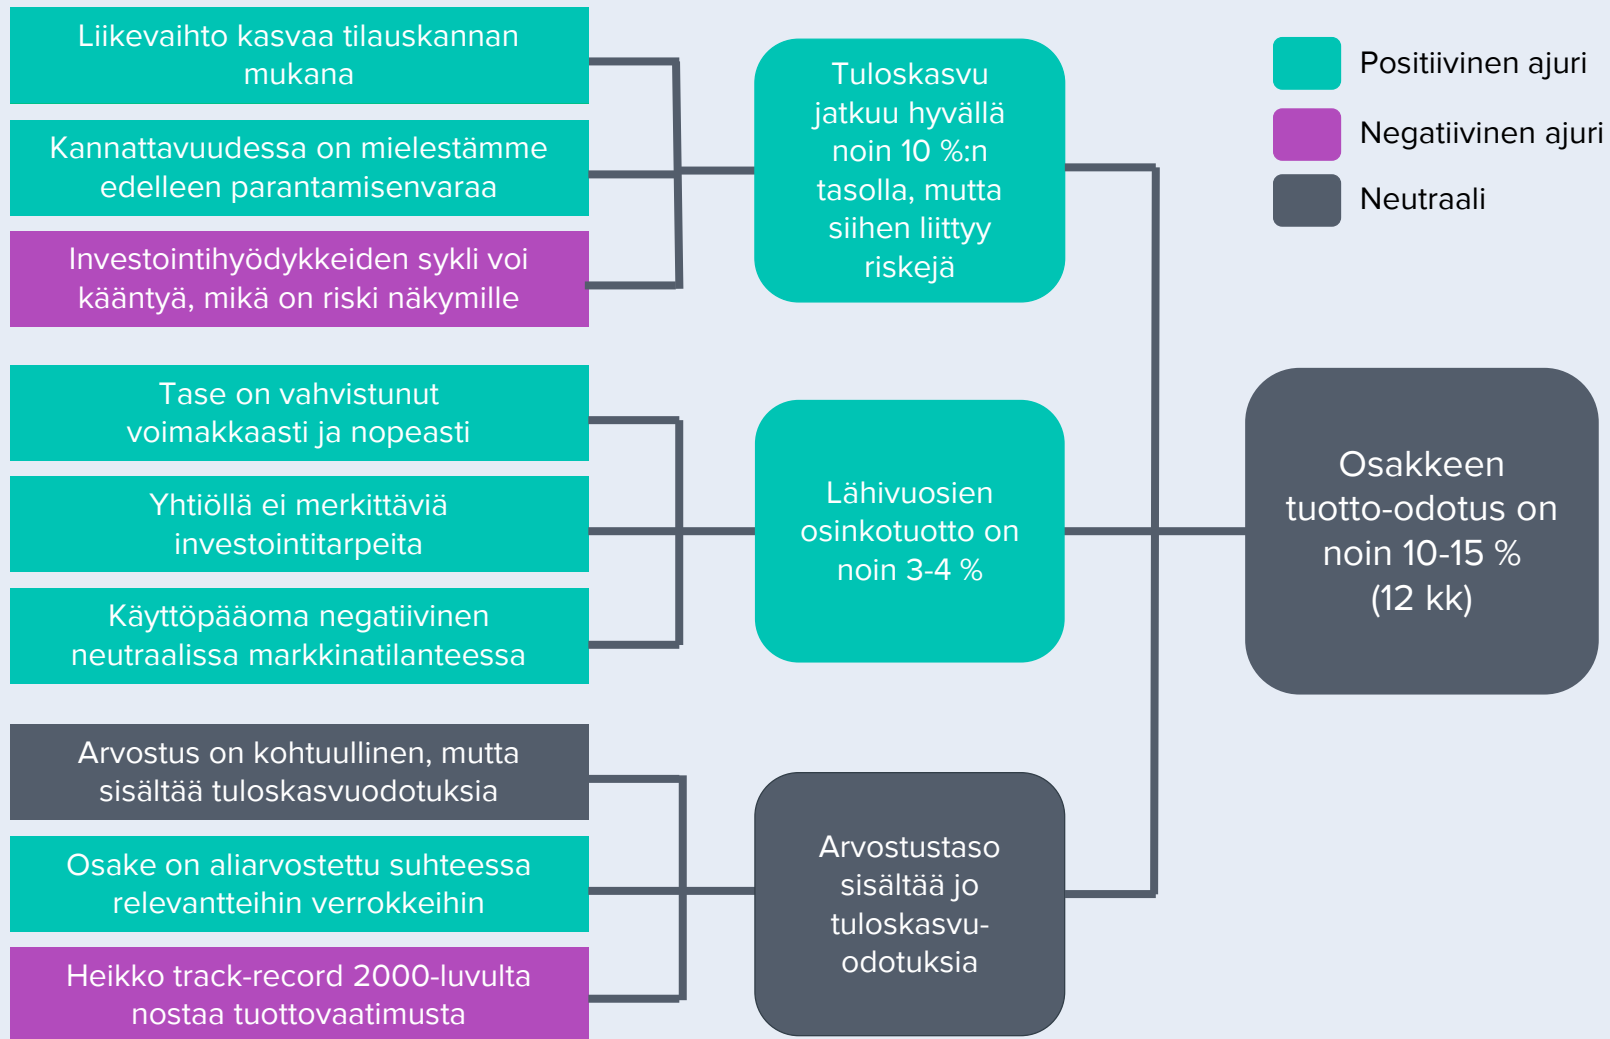 Liikevaihto kasvaa tilauskannan
mukana
Kannattavuudessa on mielestämme
edelleen parantamisenvaraa
Investointihyödykkeiden sykli voi
kääntyä, mikä on riski näkymille
Tuloskasvu
jatkuu hyvällä
noin 10 %:n
tasolla, mutta
siihen liittyy
riskejä
Positiivinen ajuri
Negatiivinen ajuri
Neutraali
Tase on vahvistunut
voimakkaasti ja nopeasti
Yhtiöllä ei merkittäviä
investointitarpeita
Käyttöpääoma negatiivinen
neutraalissa markkinatilanteessa
Lähivuosien
osinkotuotto on
noin 3-4 %
Osakkeen
tuotto-odotus on
noin 10-15 %
(12 kk)
Arvostus on kohtuullinen, mutta
sisältää tuloskasvuodotuksia
Osake on aliarvostettu suhteessa
relevantteihin verrokkeihin
Heikko track-record 2000-luvulta
nostaa tuottovaatimusta
Arvostustaso
sisältää jo
tuloskasvu-
odotuksia